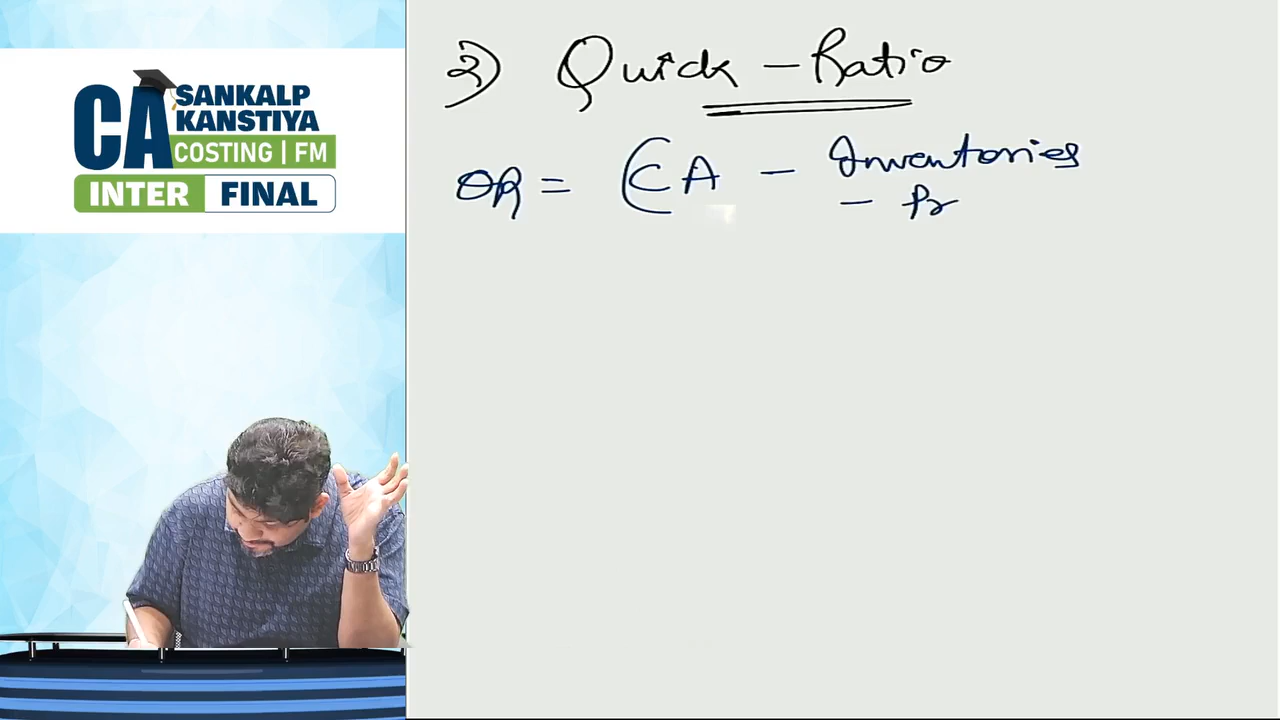 CA SANKALP KANSTIYA
COSTING | FM
INTER FINAL
2) Quick - Ratio
QR = (CA - Inventories
- Pr